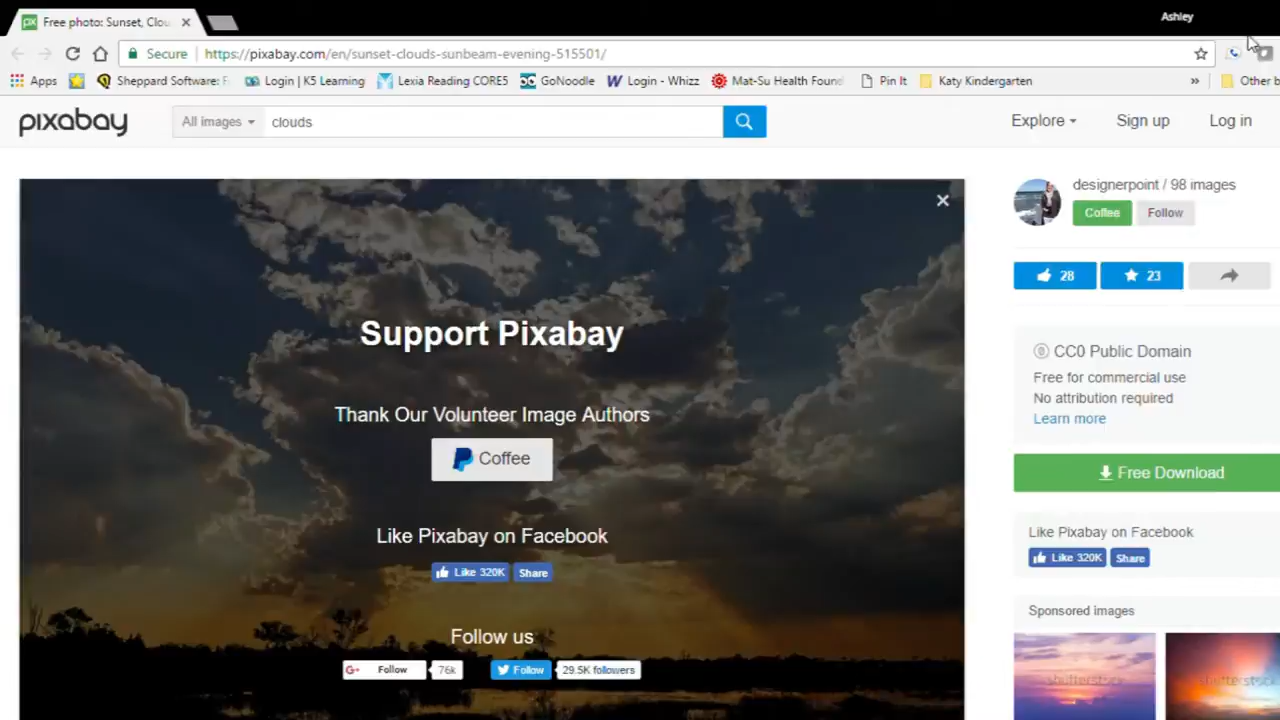 Free photo: Sunset, Clou
Ashley
Secure https://pixabay.com/en/sunset-clouds-sunbeam-evening-515501/
Apps Sheppard Software: F Login | K5 Learning Lexia Reading CORE5 GoNoodle Login - Whizz Mat-Su Health Found Pin It Katy Kindergarten » Other b
pixabay All images clouds Explore Sign up Log in
designerpoint / 98 images
Coffee Follow
28 23
Support Pixabay
Thank Our Volunteer Image Authors
Coffee
Like Pixabay on Facebook
Like 320K Share
Follow us
G+ Follow 76k Follow 29.5K followers
CC0 Public Domain
Free for commercial use
No attribution required
Learn more
Free Download
Like Pixabay on Facebook
Like 320K Share
Sponsored images
shutterstock shutterstock